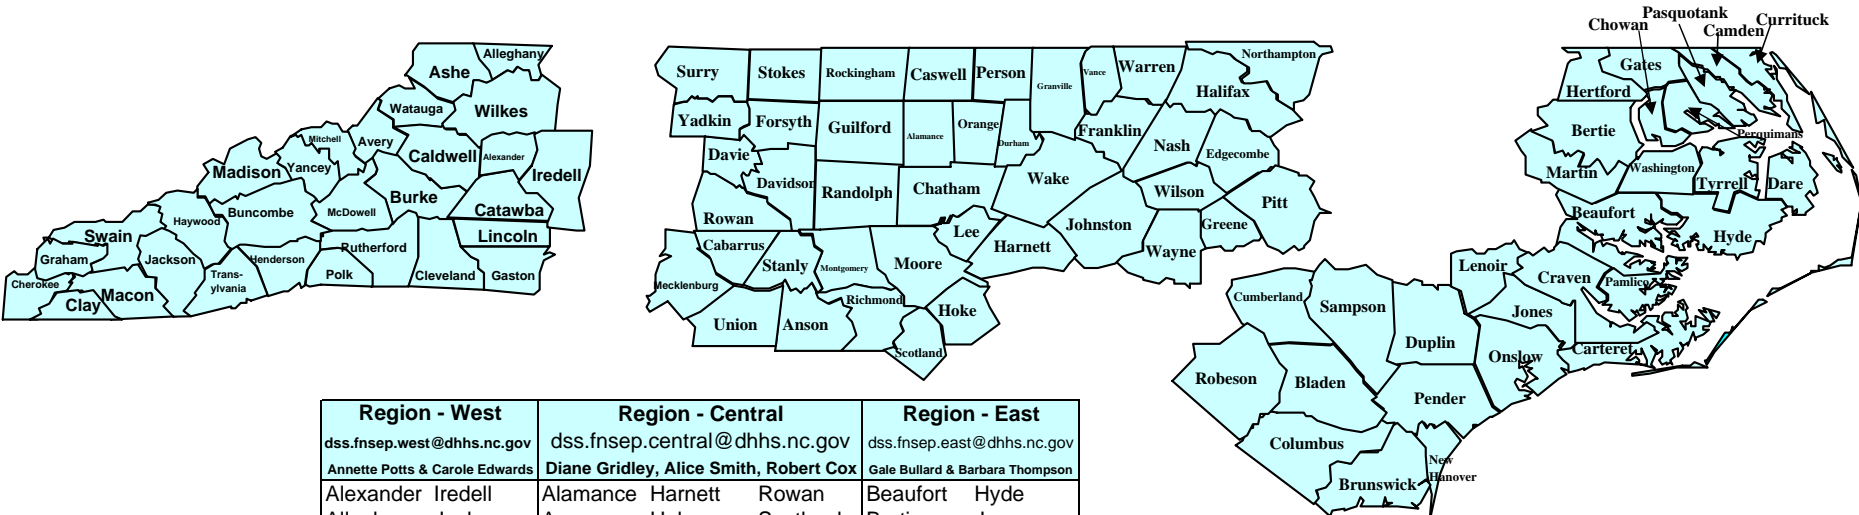 Pasquotank
Chowan
Camden
Currituck
Alleghany
Ashe
Watauga
Wilkes
Mitchell
Avery
Caldwell
Alexander
Iredell
Madison
Yancey
Burke
Catawba
Haywood
Buncombe
McDowell
Lincoln
Swain
Rutherford
Graham
Jackson
Henderson
Trans-
ylvania
Polk
Cleveland
Gaston
Cherokee
Macon
Clay
Surry
Stokes
Rockingham
Caswell
Person
Granville
Vance
Warren
Northampton
Halifax
Yadkin
Forsyth
Guilford
Alamance
Orange
Durham
Franklin
Nash
Edgecombe
Davie
Davidson
Randolph
Chatham
Wake
Wilson
Pitt
Rowan
Lee
Johnston
Greene
Cabarrus
Stanly
Montgomery
Moore
Harnett
Wayne
Mecklenburg
Richmond
Hoke
Union
Anson
Scotland
Gates
Hertford
Bertie
Perquimans
Martin
Washington
Tyrrell
Dare
Beaufort
Hyde
Lenoir
Craven
Pamlico
Cumberland
Sampson
Jones
Duplin
Onslow
Carteret
Robeson
Bladen
Pender
Columbus
New
Hanover
Brunswick
Region - West Region - Central Region - East
dss.fnsep.west@dhhs.nc.gov dss.fnsep.central@dhhs.nc.gov dss.fnsep.east@dhhs.nc.gov
Annette Potts & Carole Edwards Diane Gridley, Alice Smith, Robert Cox Gale Bullard & Barbara Thompson
Alexander Iredell Alamance Harnett Rowan Beaufort Hyde